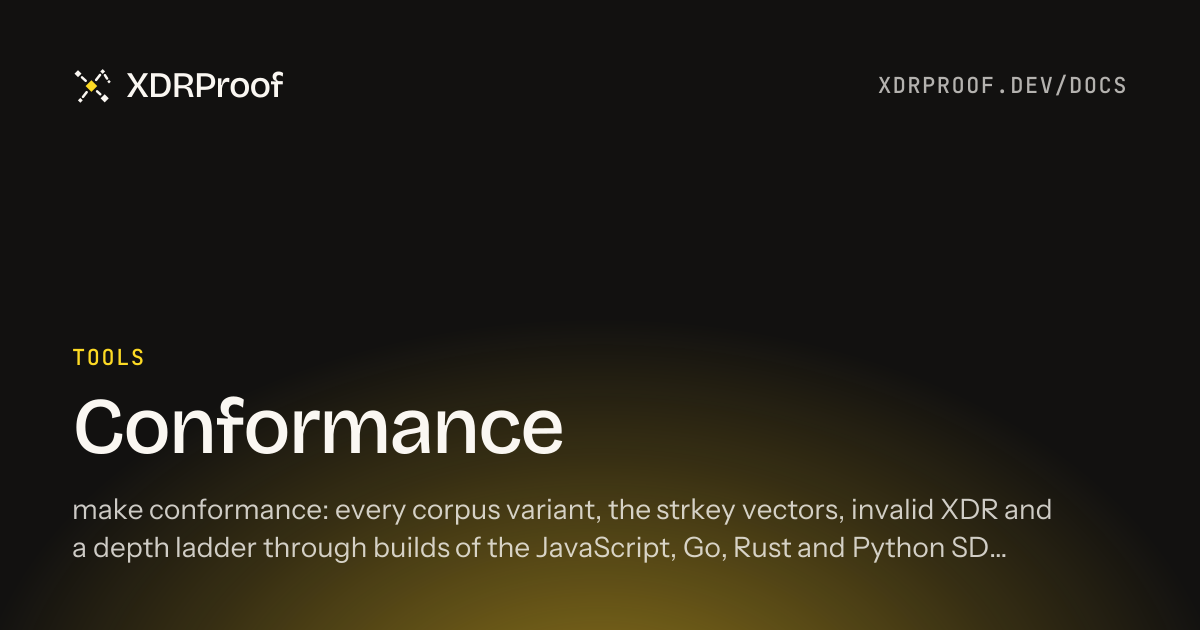 XDRProof
XDRPROOF.DEV/DOCS
TOOLS
Conformance
make conformance: every corpus variant, the strkey vectors, invalid XDR and
a depth ladder through builds of the JavaScript, Go, Rust and Python SD...